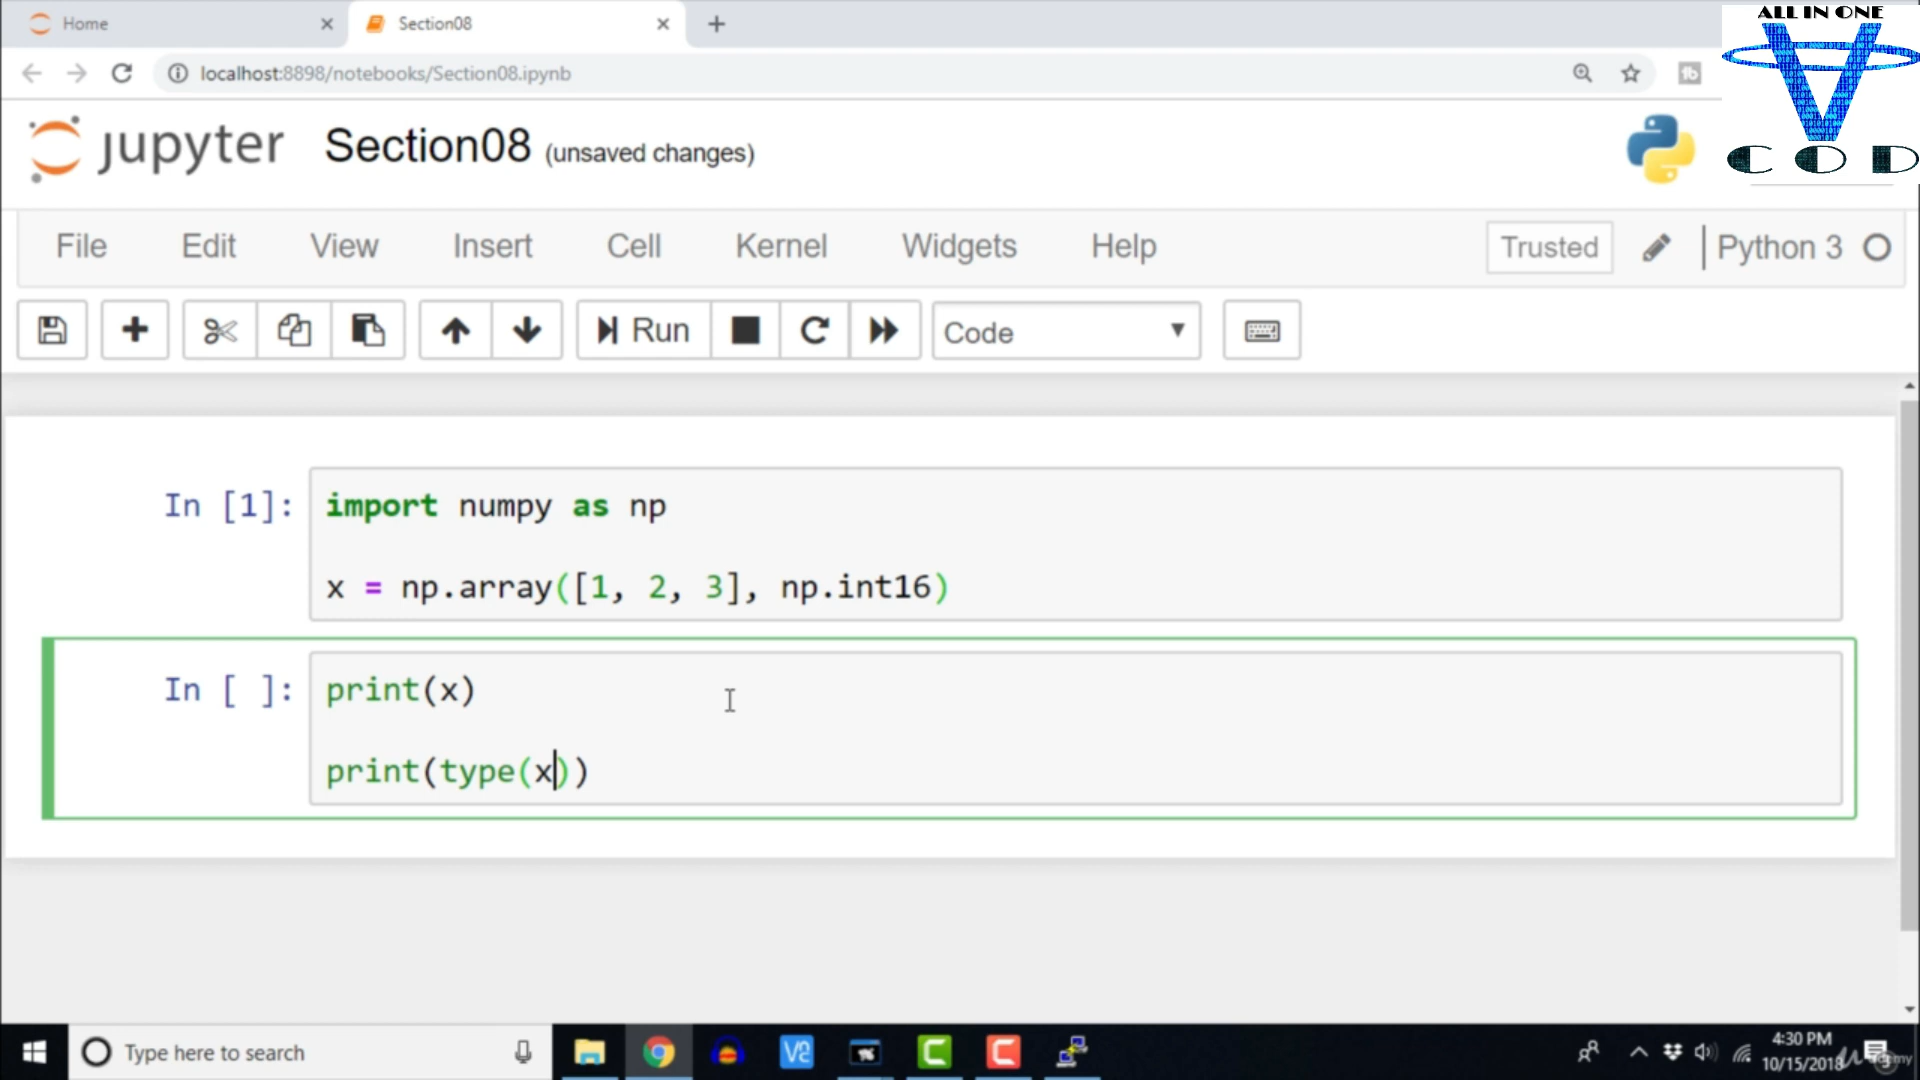 Home
Section08
ALL IN ONE
localhost:8898/notebooks/Section08.ipynb
COD
jupyter Section08 (unsaved changes)
File Edit View Insert Cell Kernel Widgets Help
Trusted
Python 3
Run
Code
In [1]:
import numpy as np
x = np.array([1, 2, 3], np.int16)
In [ ]:
print(x)
print(type(x))
Type here to search
4:30 PM
10/15/2018